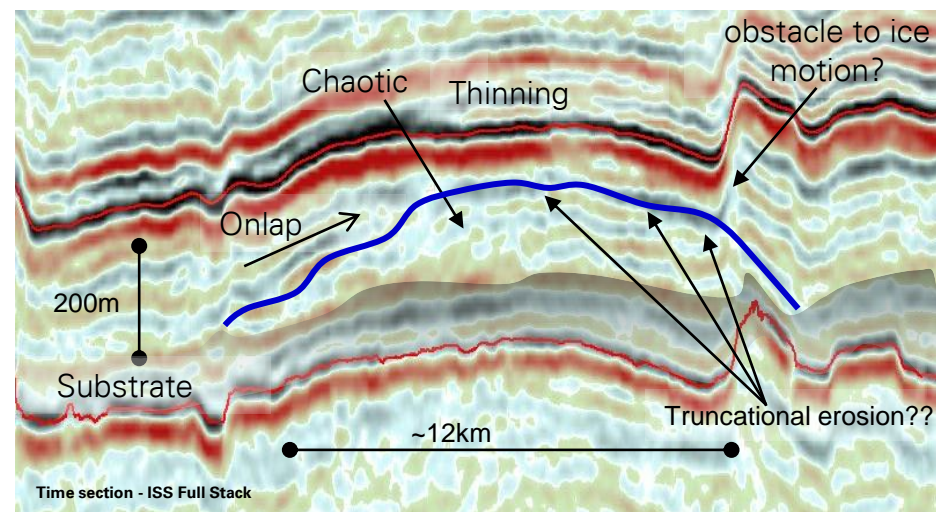 obstacle to ice
motion?
Chaotic
Thinning
Onlap
200m
Substrate
Truncational erosion??
~12km
Time section - ISS Full Stack